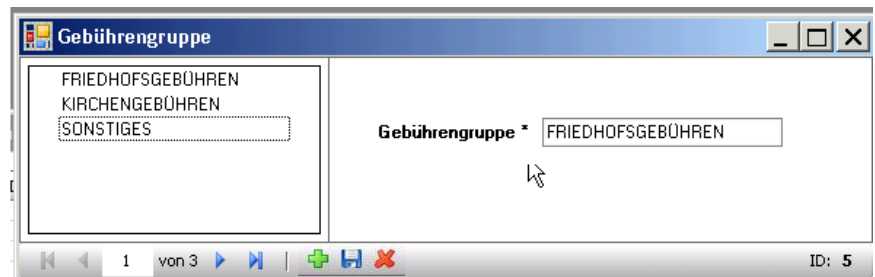 Gebührengruppe
FRIEDHOFSGEBÜHREN
KIRCHENGEBÜHREN
SONSTIGES
Gebührengruppe * FRIEDHOFSGEBÜHREN
1 von 3 ID: 5